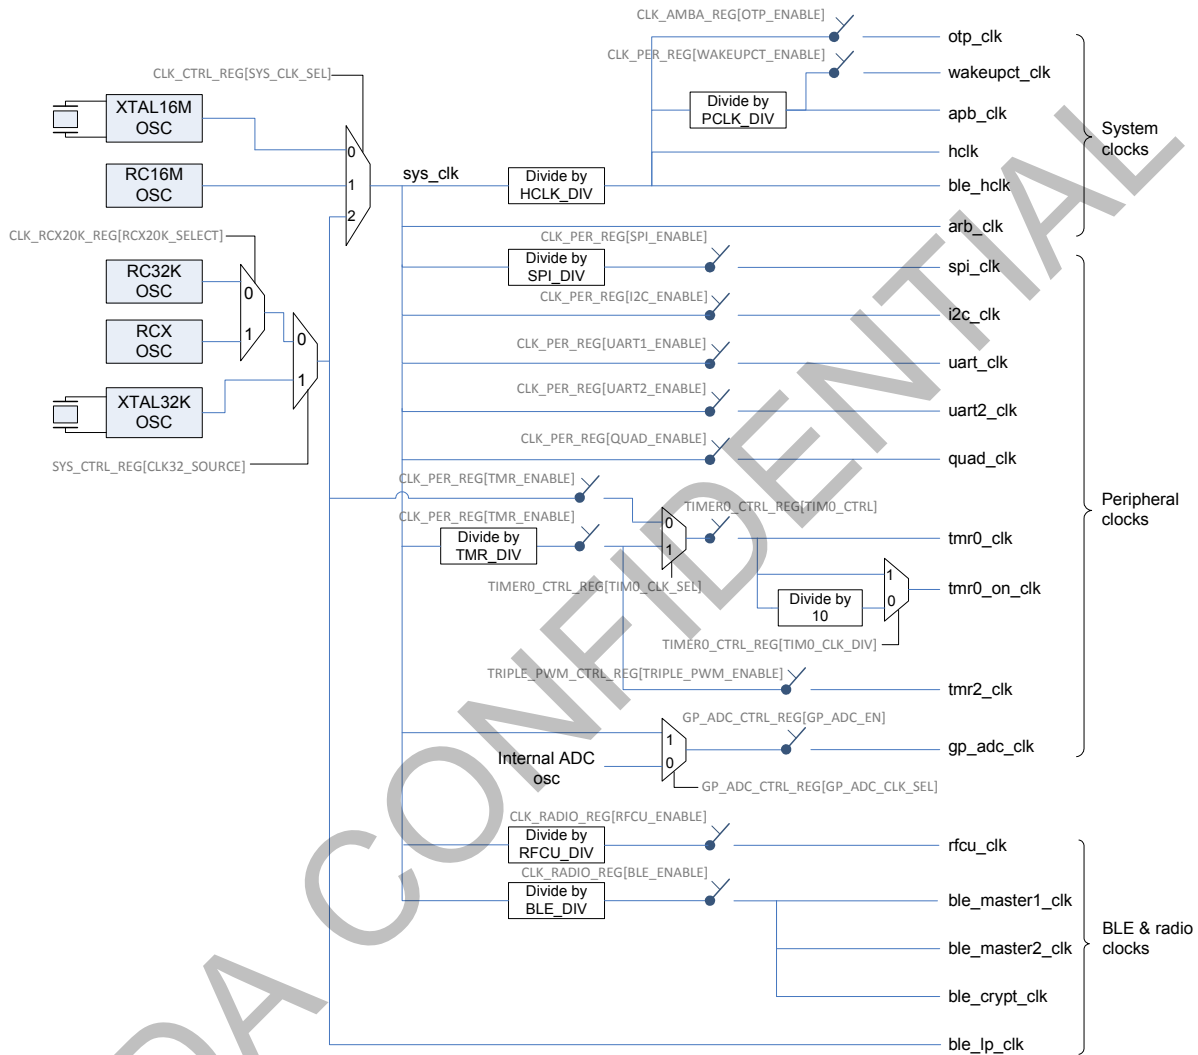 CLK_AMBA_REG[OTP_ENABLE]
otp_clk
CLK_PER_REG[WAKEUPCT_ENABLE]
wakeupct_clk
CLK_CTRL_REG[SYS_CLK_SEL]
XTAL16M
OSC
Divide by
PCLK_DIV
apb_clk
System
clocks
0
hclk
RC16M
OSC
1
sys_clk
Divide by
HCLK_DIV
ble_hclk
2
CLK_RCX20K_REG[RCX20K_SELECT]
arb_clk
CLK_PER_REG[SPI_ENABLE]
RC32K
OSC
0
Divide by
SPI_DIV
spi_clk
CLK_PER_REG[I2C_ENABLE]
i2c_clk
RCX
OSC
1
0
CLK_PER_REG[UART1_ENABLE]
uart_clk
1
XTAL32K
OSC
CLK_PER_REG[UART2_ENABLE]
uart2_clk
CLK_PER_REG[QUAD_ENABLE]
quad_clk
SYS_CTRL_REG[CLK32_SOURCE]
CLK_PER_REG[TMR_ENABLE]
Peripheral
clocks
TIMER0_CTRL_REG[TIM0_CTRL]
CLK_PER_REG[TMR_ENABLE]
0
Divide by
TMR_DIV
1
tmr0_clk
TIMER0_CTRL_REG[TIM0_CLK_SEL]
1
tmr0_on_clk
Divide by
10
0
TIMER0_CTRL_REG[TIM0_CLK_DIV]
TRIPLE_PWM_CTRL_REG[TRIPLE_PWM_ENABLE]
tmr2_clk
GP_ADC_CTRL_REG[GP_ADC_EN]
1
gp_adc_clk
Internal ADC
osc
0
GP_ADC_CTRL_REG[GP_ADC_CLK_SEL]
CLK_RADIO_REG[RFCU_ENABLE]
Divide by
RFCU_DIV
rfcu_clk
CLK_RADIO_REG[BLE_ENABLE]
Divide by
BLE_DIV
ble_master1_clk
BLE & radio
clocks
ble_master2_clk
ble_crypt_clk
ble_lp_clk
DA CONFIDENTIAL